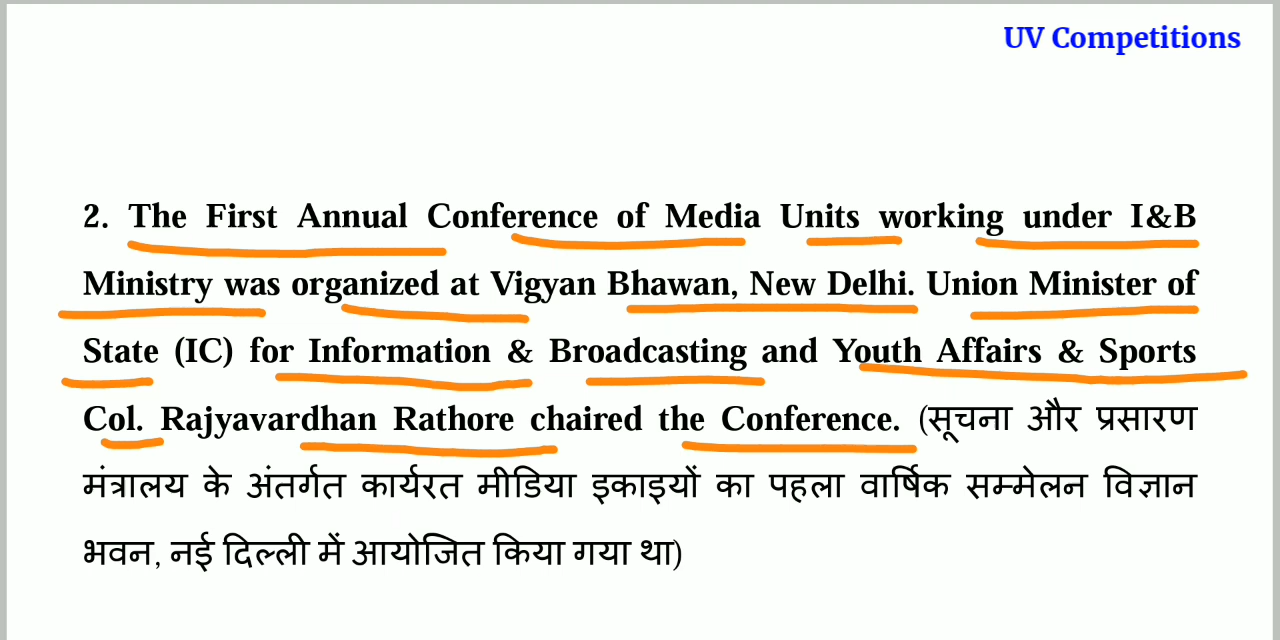 UV Competitions
2. The First Annual Conference of Media Units working under I&B
Ministry was organized at Vigyan Bhawan, New Delhi. Union Minister of
State (IC) for Information & Broadcasting and Youth Affairs & Sports
Col. Rajyavardhan Rathore chaired the Conference. (सूचना और प्रसारण
मंत्रालय के अंतर्गत कार्यरत मीडिया इकाइयों का पहला वार्षिक सम्मेलन विज्ञान
भवन, नई दिल्ली में आयोजित किया गया था)